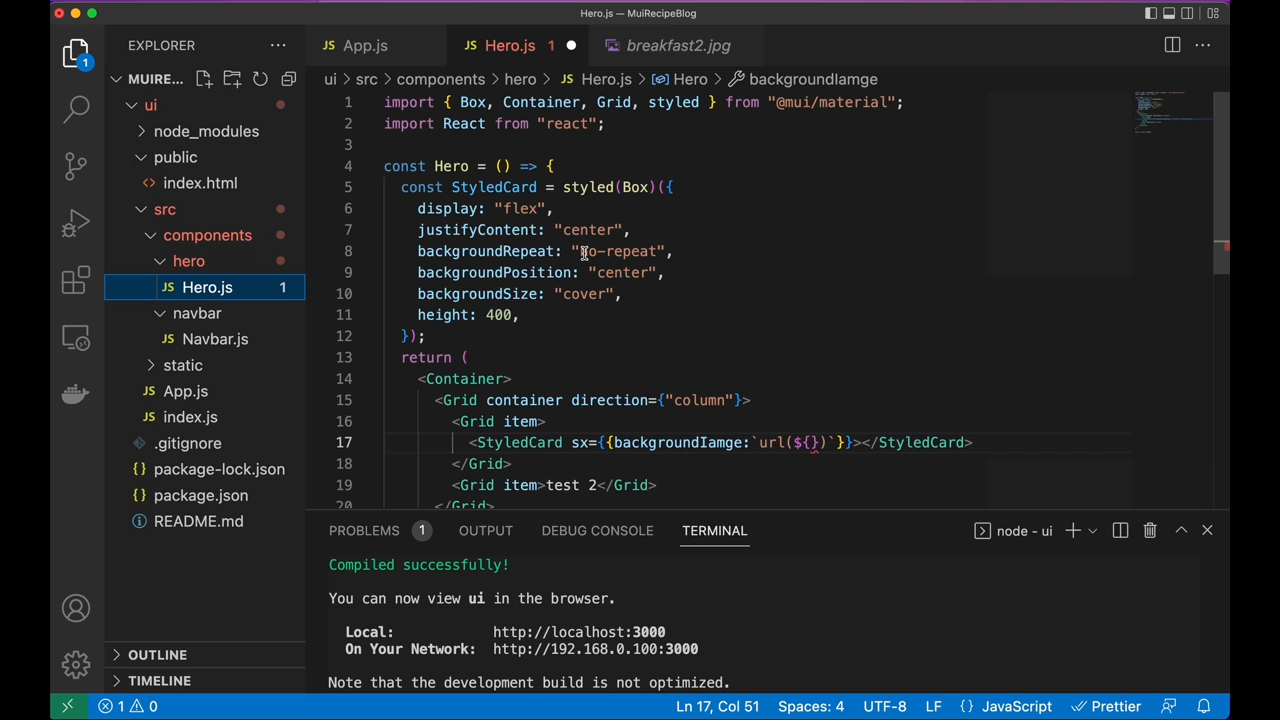 Hero.js — MuiRecipeBlog
EXPLORER
App.js
Hero.js 1
breakfast2.jpg
MUIRE...
ui > src > components > hero > Hero.js > Hero > backgroundIamge
ui
node_modules
public
index.html
src
components
hero
Hero.js 1
navbar
Navbar.js
static
App.js
index.js
.gitignore
package-lock.json
package.json
README.md
OUTLINE
TIMELINE
1
1 import { Box, Container, Grid, styled } from "@mui/material";
2 import React from "react";
3
4 const Hero = () => {
5 const StyledCard = styled(Box)({
6 display: "flex",
7 justifyContent: "center",
8 backgroundRepeat: "no-repeat",
9 backgroundPosition: "center",
10 backgroundSize: "cover",
11 height: 400,
12 });
13 return (
14 <Container>
15 <Grid container direction={"column"}>
16 <Grid item>
17 <StyledCard sx={{backgroundIamge:`url(${})`}}></StyledCard>
18 </Grid>
19 <Grid item>test 2</Grid>
20 </Grid>
PROBLEMS 1 OUTPUT DEBUG CONSOLE TERMINAL
node - ui
Compiled successfully!
You can now view ui in the browser.
Local: http://localhost:3000
On Your Network: http://192.168.0.100:3000
Note that the development build is not optimized.
1 0
Ln 17, Col 51 Spaces: 4 UTF-8 LF {} JavaScript Prettier